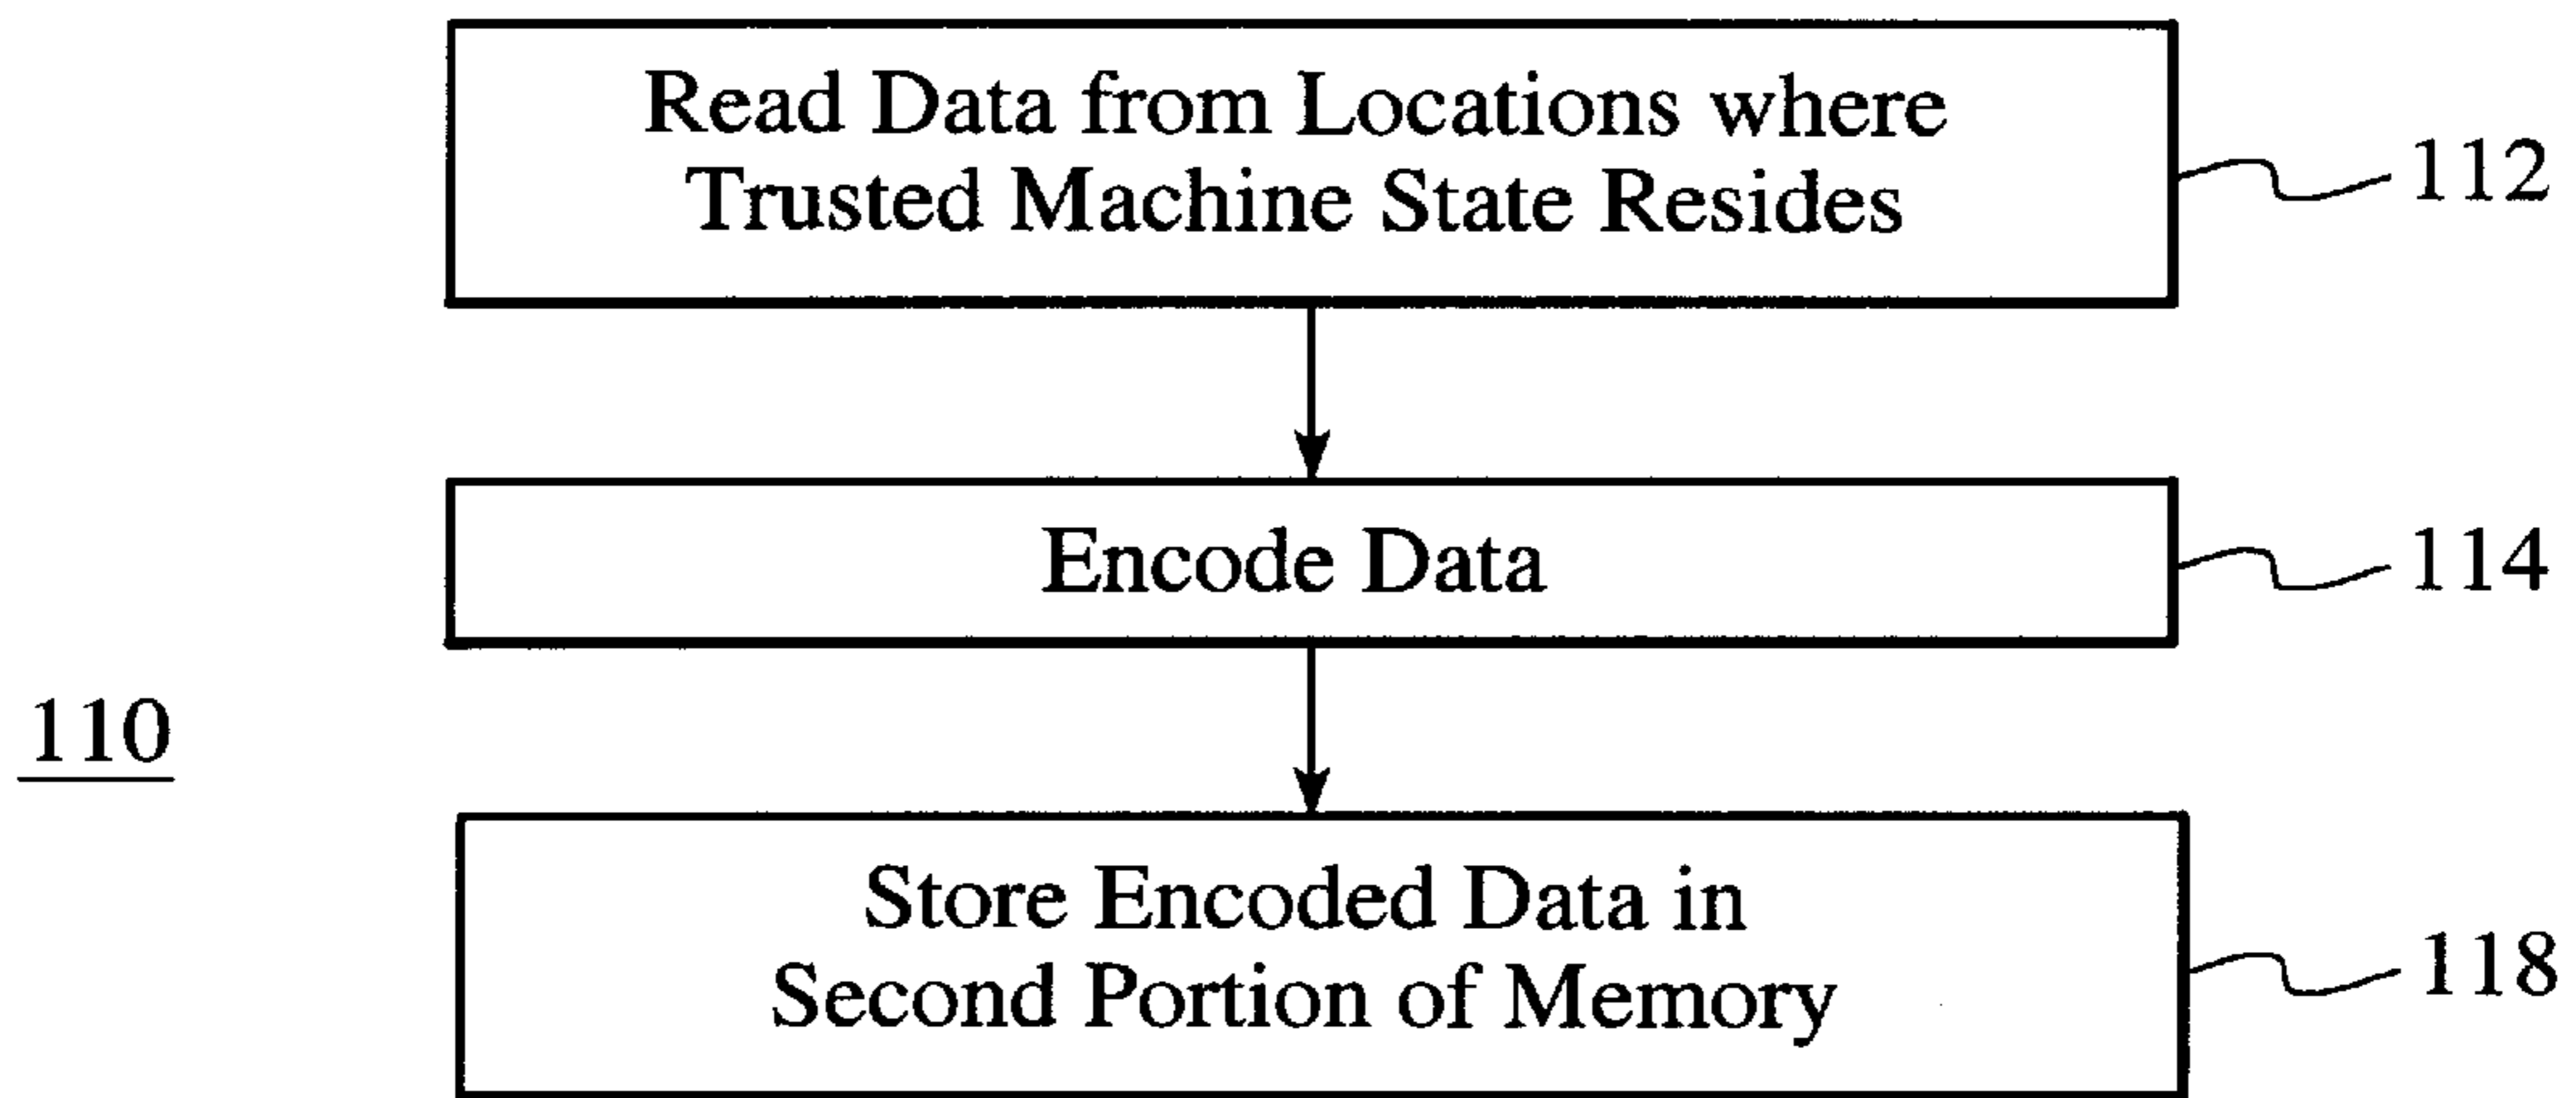 Read Data from Locations where
Trusted Machine State Resides
112
Encode Data
114
110
Store Encoded Data in
Second Portion of Memory
118